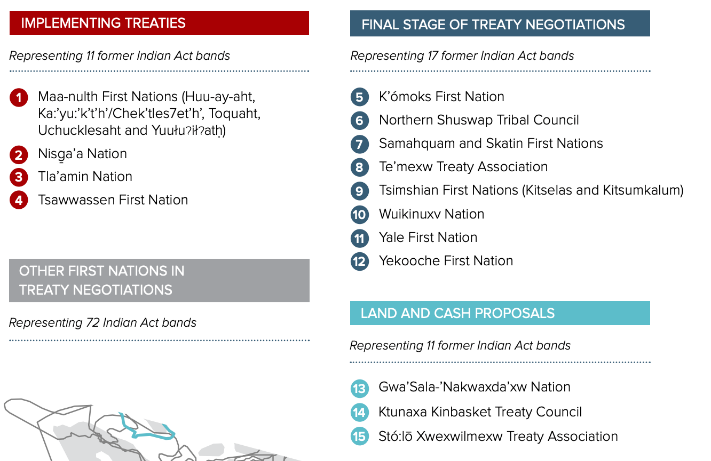 IMPLEMENTING TREATIES
Representing 11 former Indian Act bands
1 Maa-nulth First Nations (Huu-ay-aht,
Ka:'yu:'k't'h'/Chek'tles7et'h', Toquaht,
Uchucklesaht and Yuułuʔiłʔatḥ)
2 Nisg̱a'a Nation
3 Tla'amin Nation
4 Tsawwassen First Nation
OTHER FIRST NATIONS IN
TREATY NEGOTIATIONS
Representing 72 Indian Act bands
FINAL STAGE OF TREATY NEGOTIATIONS
Representing 17 former Indian Act bands
5 K'ómoks First Nation
6 Northern Shuswap Tribal Council
7 Samahquam and Skatin First Nations
8 Te'mexw Treaty Association
9 Tsimshian First Nations (Kitselas and Kitsumkalum)
10 Wuikinuxv Nation
11 Yale First Nation
12 Yekooche First Nation
LAND AND CASH PROPOSALS
Representing 11 former Indian Act bands
13 Gwa'Sala-'Nakwaxda'xw Nation
14 Ktunaxa Kinbasket Treaty Council
15 Stó:lō Xwexwilmexw Treaty Association